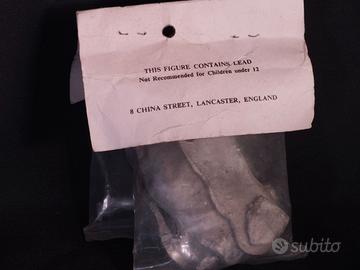 THIS FIGURE CONTAINS LEAD
Not Recommended for Children under 12
8 CHINA STREET, LANCASTER, ENGLAND
subito